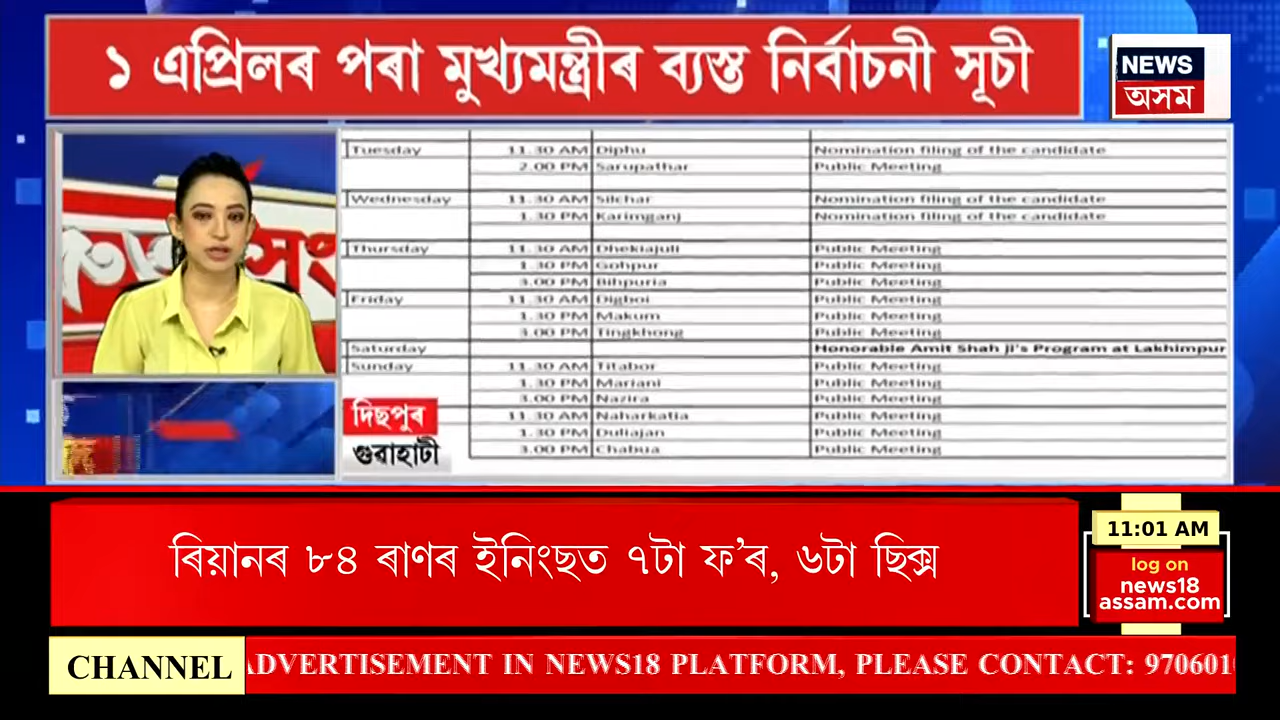 ১ এপ্ৰিলৰ পৰা মুখ্যমন্ত্ৰীৰ ব্যস্ত নিৰ্বাচনী সূচী
NEWS
অসম
Tuesday 11.30 AM Diphu Nomination filing of the candidate
2.00 PM Sarupathar Public Meeting
Wednesday 11.30 AM Silchar Nomination filing of the candidate
1.30 PM Karimganj Nomination filing of the candidate
Thursday 11.30 AM Dhekiajuli Public Meeting
1.30 PM Gohpur Public Meeting
3.00 PM Bihpuria Public Meeting
Friday 11.30 AM Digboi Public Meeting
1.30 PM Makum Public Meeting
3.00 PM Tingkhong Public Meeting
Saturday Honorable Amit Shah ji's Program at Lakhimpur
Sunday 11.30 AM Titabor Public Meeting
1.30 PM Mariani Public Meeting
3.00 PM Nazira Public Meeting
11.30 AM Naharkatia Public Meeting
1.30 PM Duliajan Public Meeting
3.00 PM Chabua Public Meeting
দিছপুৰ
গুৱাহাটী
ৰিয়ানৰ ৮৪ ৰাণৰ ইনিংছত ৭টা ফ'ৰ, ৬টা ছিক্স
11:01 AM
log on
news18
assam.com
CHANNEL ADVERTISEMENT IN NEWS18 PLATFORM, PLEASE CONTACT: 970601